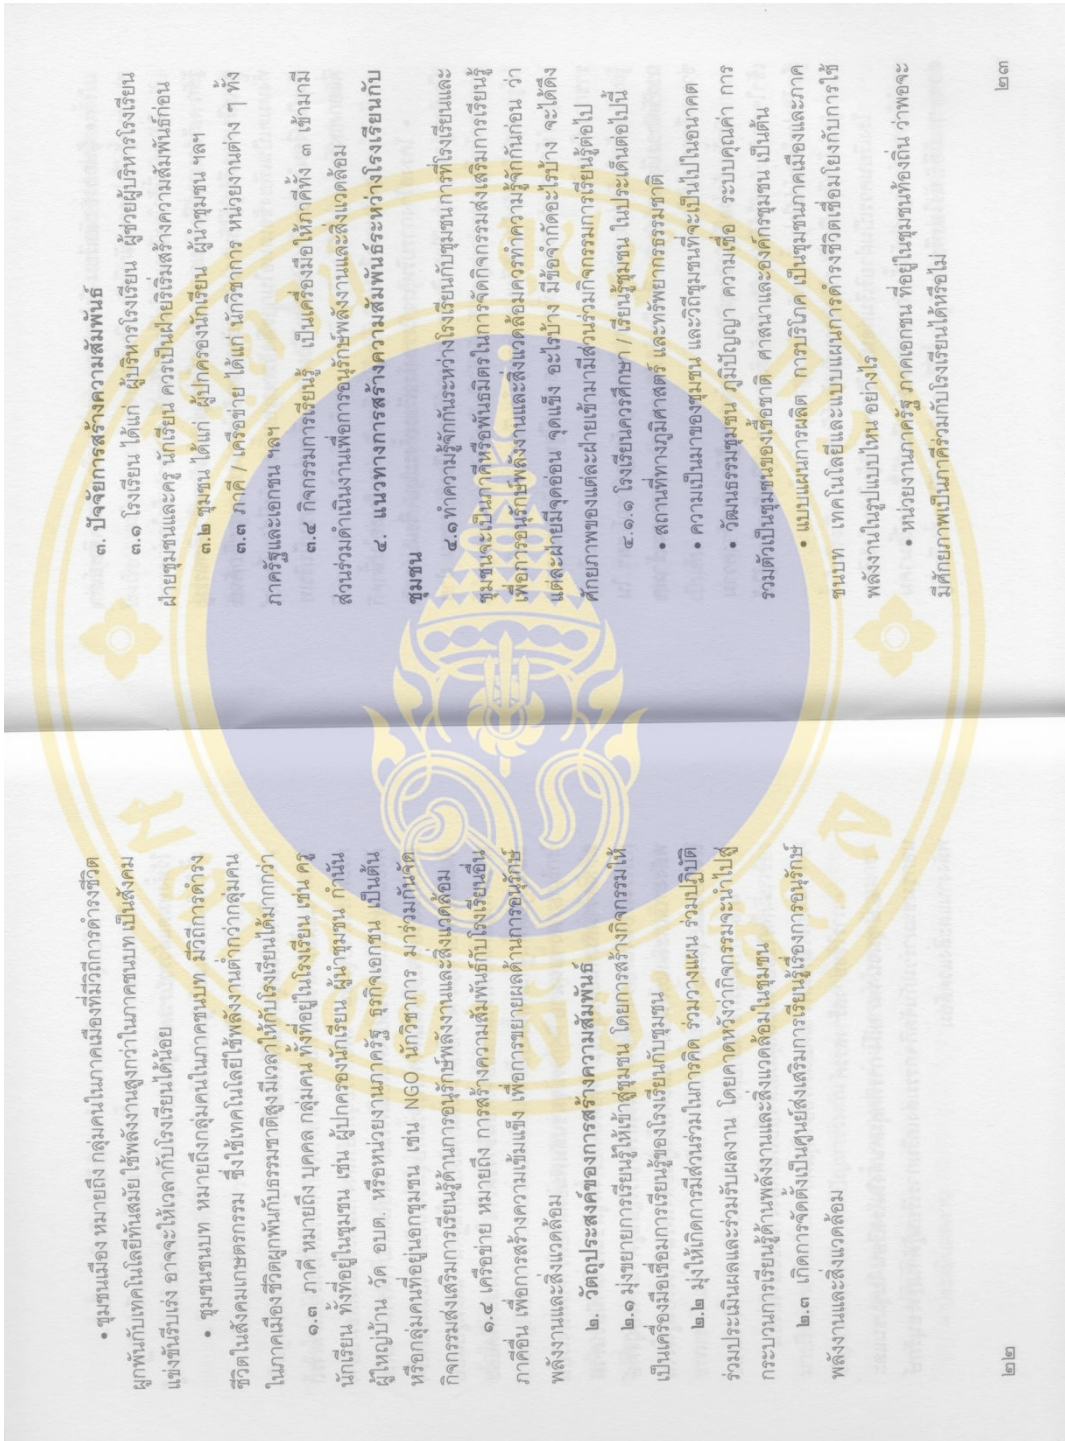 • ชุมชนเมือง หมายถึง กลุ่มคนในภาคเมืองที่มีวิถีการดำรงชีวิต
ผูกพันกับเทคโนโลยีทันสมัย ใช้พลังงานสูงกว่าในภาคชนบท เป็นสังคม
แข่งขันรีบเร่ง อาจจะให้เวลากับโรงเรียนได้น้อย
• ชุมชนชนบท หมายถึงกลุ่มคนในภาคชนบท มีวิถีการดำรง
ชีวิตในสังคมเกษตรกรรม ซึ่งใช้เทคโนโลยีใช้พลังงานต่ำกว่ากลุ่มคน
ในภาคเมือง ชีวิตผูกพันกับธรรมชาติสูง มีเวลาให้กับโรงเรียนได้มากกว่า
๑.๓ ภาคี หมายถึง บุคคล กลุ่มคน ทั้งที่อยู่ในโรงเรียน เช่น ครู
นักเรียน ทั้งที่อยู่ในชุมชน เช่น ผู้ปกครองนักเรียน ผู้นำชุมชน กำนัน
ผู้ใหญ่บ้าน วัด อบต. หรือหน่วยงานภาครัฐ ธุรกิจเอกชน เป็นต้น
หรือกลุ่มคนที่อยู่นอกชุมชน เช่น NGO นักวิชาการ มาร่วมกันจัด
กิจกรรมส่งเสริมการเรียนรู้ด้านการอนุรักษ์พลังงานและสิ่งแวดล้อม
๑.๔ เครือข่าย หมายถึง การสร้างความสัมพันธ์กับโรงเรียนอื่น
ภาคีอื่น เพื่อการสร้างความเข้มแข็ง เพื่อการขยายผลด้านการอนุรักษ์
พลังงานและสิ่งแวดล้อม
๒. วัตถุประสงค์ของการสร้างความสัมพันธ์
๒.๑ มุ่งขยายการเรียนรู้ให้เข้าสู่ชุมชน โดยการสร้างกิจกรรมให้
เป็นเครื่องมือเชื่อมการเรียนรู้ของโรงเรียนกับชุมชน
๒.๒ มุ่งให้เกิดการมีส่วนร่วมในการคิด ร่วมวางแผน ร่วมปฏิบัติ
ร่วมประเมินผลและร่วมรับผลงาน โดยคาดหวังว่ากิจกรรมจะนำไปสู่
กระบวนการเรียนรู้ด้านพลังงานและสิ่งแวดล้อมในชุมชน
๒.๓ เกิดการจัดตั้งเป็นศูนย์ส่งเสริมการเรียนรู้เรื่องการอนุรักษ์
พลังงานและสิ่งแวดล้อม
๒๒
๓. ปัจจัยการสร้างความสัมพันธ์
๓.๑ โรงเรียน ได้แก่ ผู้บริหารโรงเรียน ผู้ช่วยผู้บริหารโรงเรียน
ฝ่ายชุมชนและครู นักเรียน ควรเป็นฝ่ายริเริ่มสร้างความสัมพันธ์ก่อน
๓.๒ ชุมชน ได้แก่ ผู้ปกครองนักเรียน ผู้นำชุมชน ฯลฯ
๓.๓ ภาคี / เครือข่าย ได้แก่ นักวิชาการ หน่วยงานต่าง ๆ ทั้ง
ภาครัฐและเอกชน ฯลฯ
๓.๔ กิจกรรมการเรียนรู้ เป็นเครื่องมือให้ภาคีทั้ง ๓ เข้ามามี
ส่วนร่วมดำเนินงานเพื่อการอนุรักษ์พลังงานและสิ่งแวดล้อม
๔. แนวทางการสร้างความสัมพันธ์ระหว่างโรงเรียนกับ
ชุมชน
๔.๑ ทำความรู้จักกันระหว่างโรงเรียนกับชุมชน การที่โรงเรียนและ
ชุมชนจะเป็นภาคีหรือพันธมิตรในการจัดกิจกรรมส่งเสริมการเรียนรู้
เพื่อการอนุรักษ์พลังงานและสิ่งแวดล้อมควรทำความรู้จักกันก่อน ว่า
แต่ละฝ่ายมีจุดอ่อน จุดแข็ง อะไรบ้าง มีข้อจำกัดอะไรบ้าง จะได้ดึง
ศักยภาพของแต่ละฝ่ายเข้ามามีส่วนร่วมกิจกรรมการเรียนรู้ต่อไป
๔.๑.๑ โรงเรียนควรศึกษา / เรียนรู้ชุมชน ในประเด็นต่อไปนี้
• สถานที่ทางภูมิศาสตร์ และทรัพยากรธรรมชาติ
• ความเป็นมาของชุมชน และวิถีชุมชนที่จะเป็นไปในอนาคต
• วัฒนธรรมชุมชน ภูมิปัญญา ความเชื่อ ระบบคุณค่า การ
รวมตัวเป็นชุมชนของเชื้อชาติ ศาสนาและองค์กรชุมชน เป็นต้น
• แบบแผนการผลิต การบริโภค เป็นชุมชนภาคเมืองและภาค
ชนบท เทคโนโลยีและแบบแผนการดำรงชีวิตเชื่อมโยงกับการใช้
พลังงานในรูปแบบไหน อย่างไร
• หน่วยงานภาครัฐ ภาคเอกชน ที่อยู่ในชุมชนท้องถิ่น ว่าพอจะ
มีศักยภาพเป็นภาคีร่วมกับโรงเรียนได้หรือไม่
๒๓
มหาวิทยาลัยมหิดล